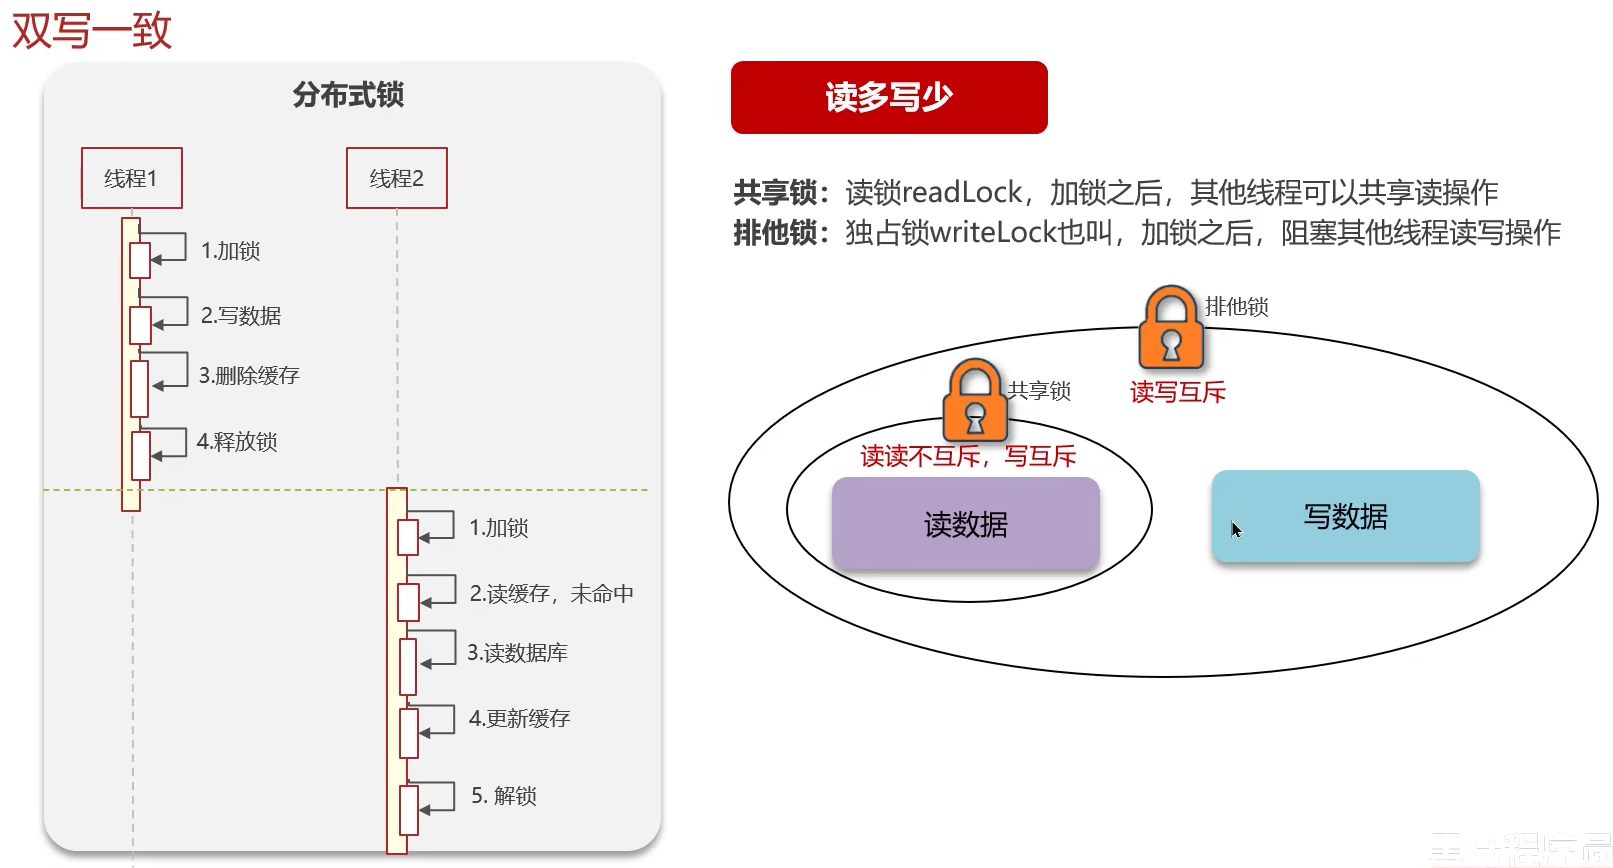 双写一致
分布式锁
线程1
线程2
1.加锁
2.写数据
3.删除缓存
4.释放锁
1.加锁
2.读缓存，未命中
3.读数据库
4.更新缓存
5. 解锁
读多写少
共享锁：读锁readLock，加锁之后，其他线程可以共享读操作
排他锁：独占锁writeLock也叫，加锁之后，阻塞其他线程读写操作
排他锁
读写互斥
共享锁
读读不互斥，写互斥
读数据
写数据
黑马程序员